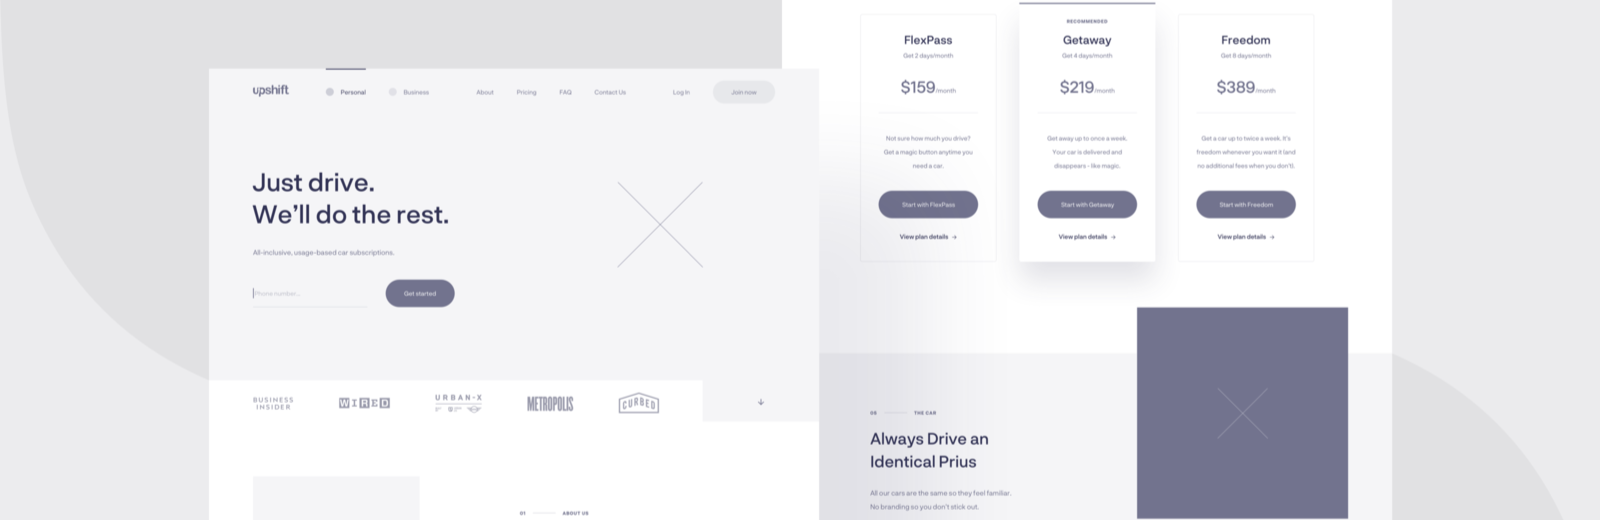 upshift
Personal
Business
About
Pricing
FAQ
Contact Us
Log In
Join now
Just drive.
We'll do the rest.
All-inclusive, usage-based car subscriptions.
Phone number...
Get started
BUSINESS
INSIDER
WIRED
URBAN-X
METROPOLIS
CURBED
01
ABOUT US
FlexPass
Get 2 days/month
$159/month
Not sure how much you drive?
Get a magic button anytime you
need a car.
Start with FlexPass
View plan details →
RECOMMENDED
Getaway
Get 4 days/month
$219/month
Get away up to once a week.
Your car is delivered and
disappears - like magic.
Start with Getaway
View plan details →
Freedom
Get 8 days/month
$389/month
Get a car up to twice a week. It's
freedom whenever you want it (and
no additional fees when you don't).
Start with Freedom
View plan details →
THE CAR
Always Drive an
Identical Prius
All our cars are the same so they feel familiar.
No branding so you don't stick out.